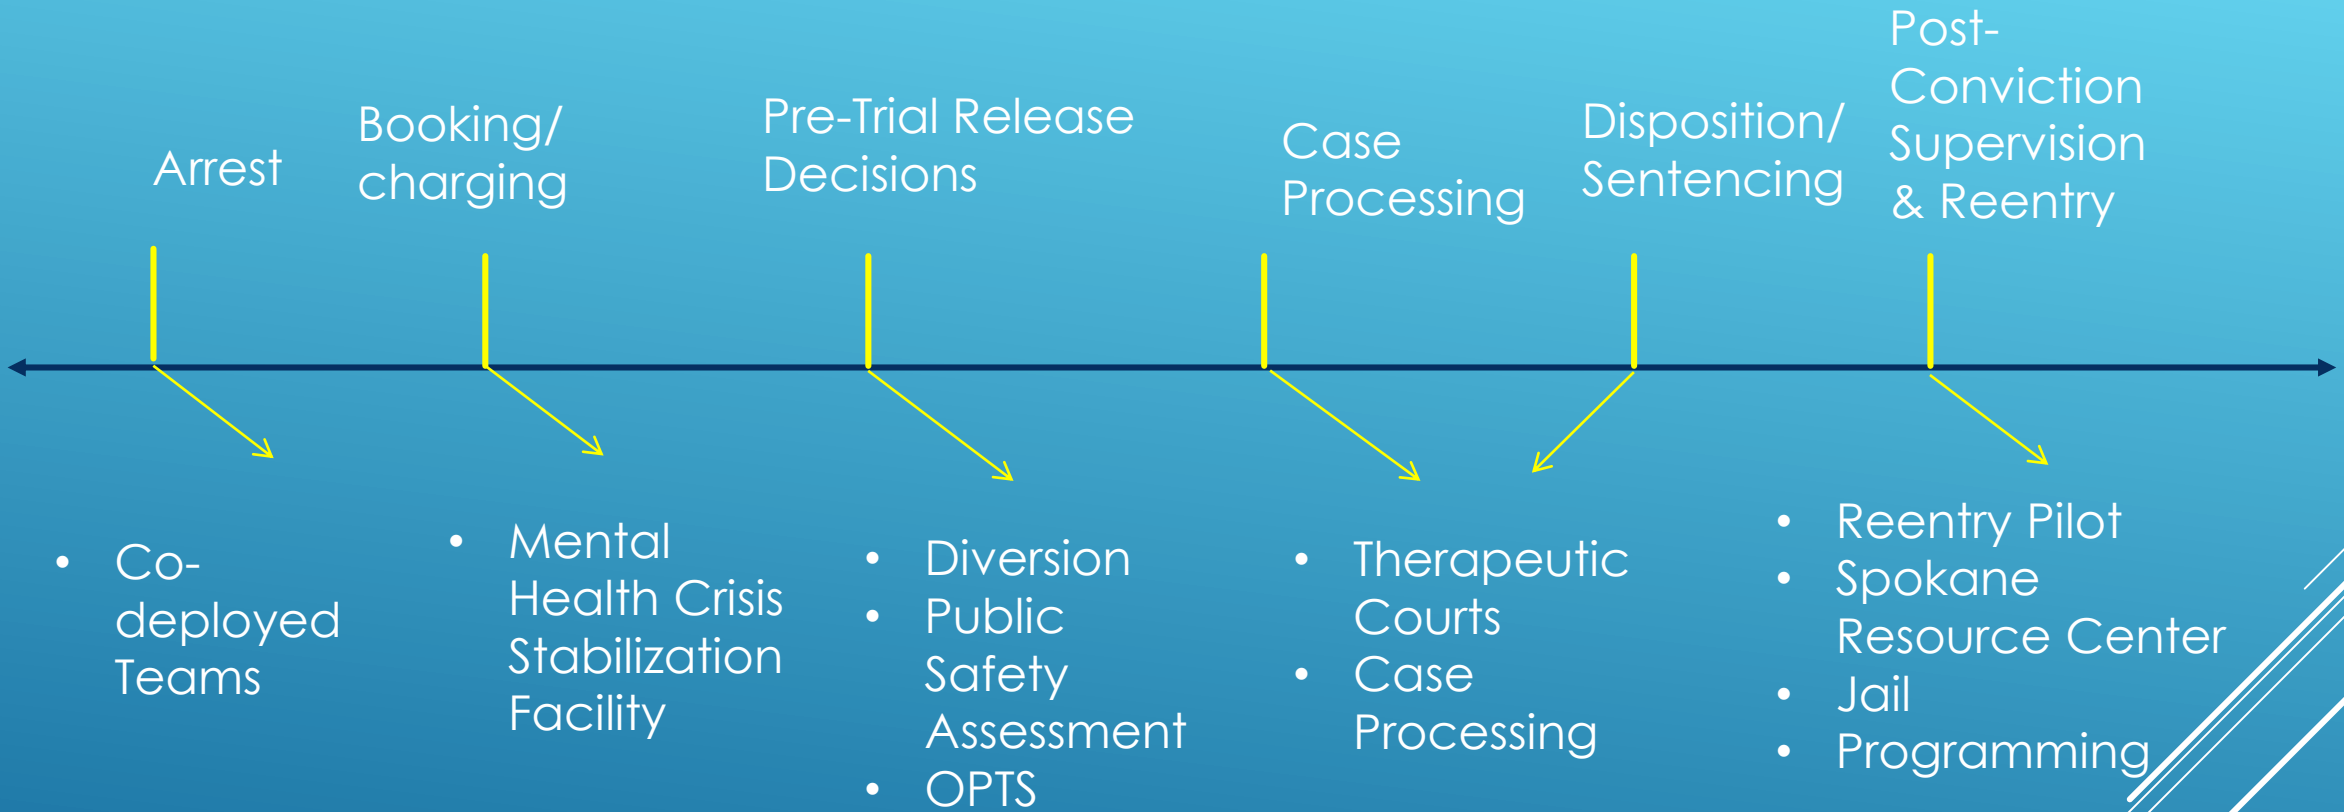 Arrest
Booking/
charging
Pre-Trial Release
Decisions
Case
Processing
Disposition/
Sentencing
Post-
Conviction
Supervision
& Reentry
• Co-
deployed
Teams
• Mental
Health Crisis
Stabilization
Facility
• Diversion
• Public
Safety
Assessment
• OPTS
• Therapeutic
Courts
• Case
Processing
• Reentry Pilot
• Spokane
Resource Center
• Jail
• Programming